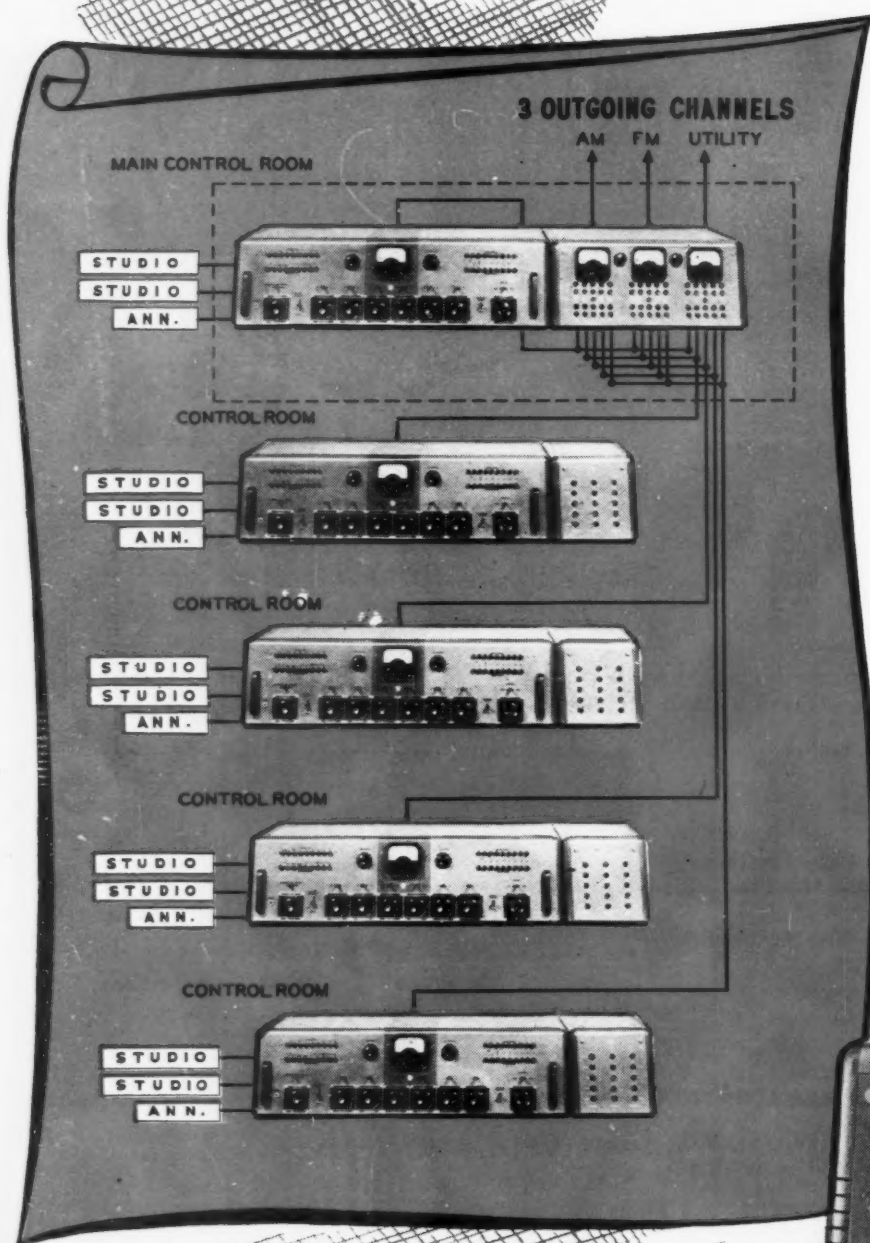 3 OUTGOING CHANNELS
AM FM UTILITY
MAIN CONTROL ROOM
STUDIO
STUDIO
ANN.
CONTROL ROOM
STUDIO
STUDIO
ANN.
CONTROL ROOM
STUDIO
STUDIO
ANN.
CONTROL ROOM
STUDIO
STUDIO
ANN.
CONTROL ROOM
STUDIO
STUDIO
ANN.